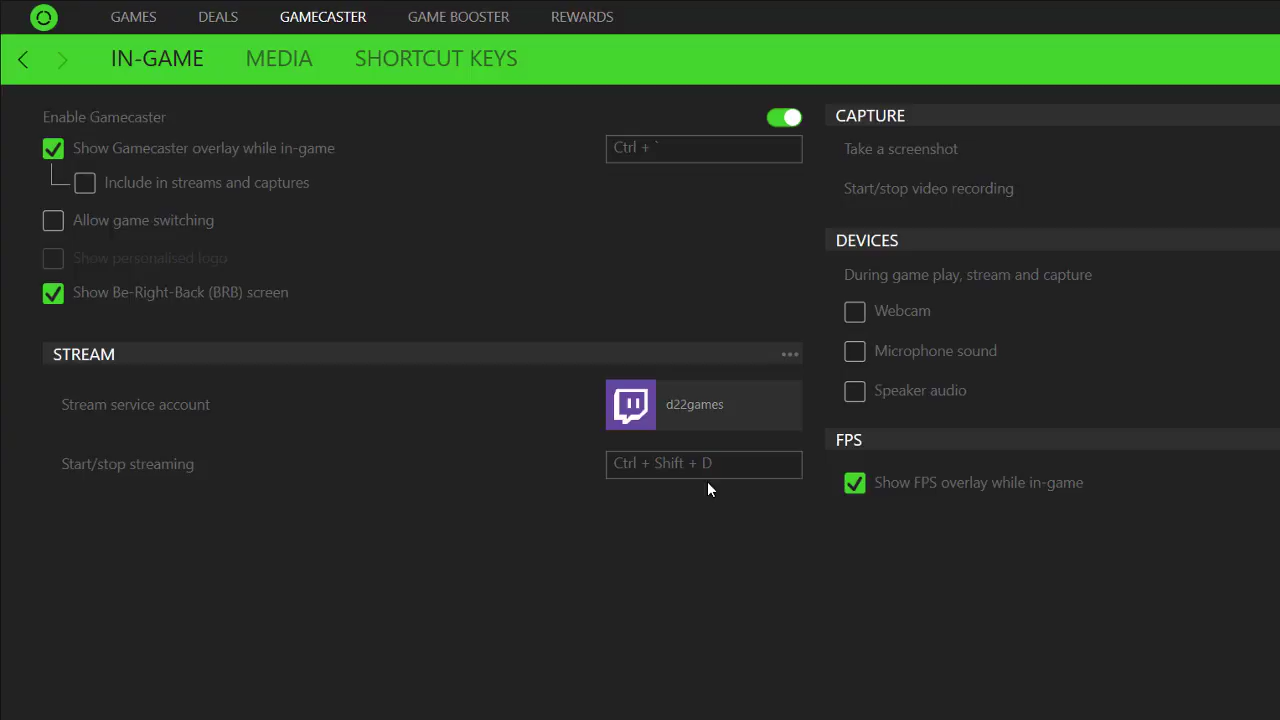 GAMES DEALS GAMECASTER GAME BOOSTER REWARDS
IN-GAME MEDIA SHORTCUT KEYS
Enable Gamecaster
Show Gamecaster overlay while in-game Ctrl + `
Include in streams and captures
Allow game switching
Show personalised logo
Show Be-Right-Back (BRB) screen
STREAM
Stream service account d22games
Start/stop streaming Ctrl + Shift + D
CAPTURE
Take a screenshot
Start/stop video recording
DEVICES
During game play, stream and capture
Webcam
Microphone sound
Speaker audio
FPS
Show FPS overlay while in-game